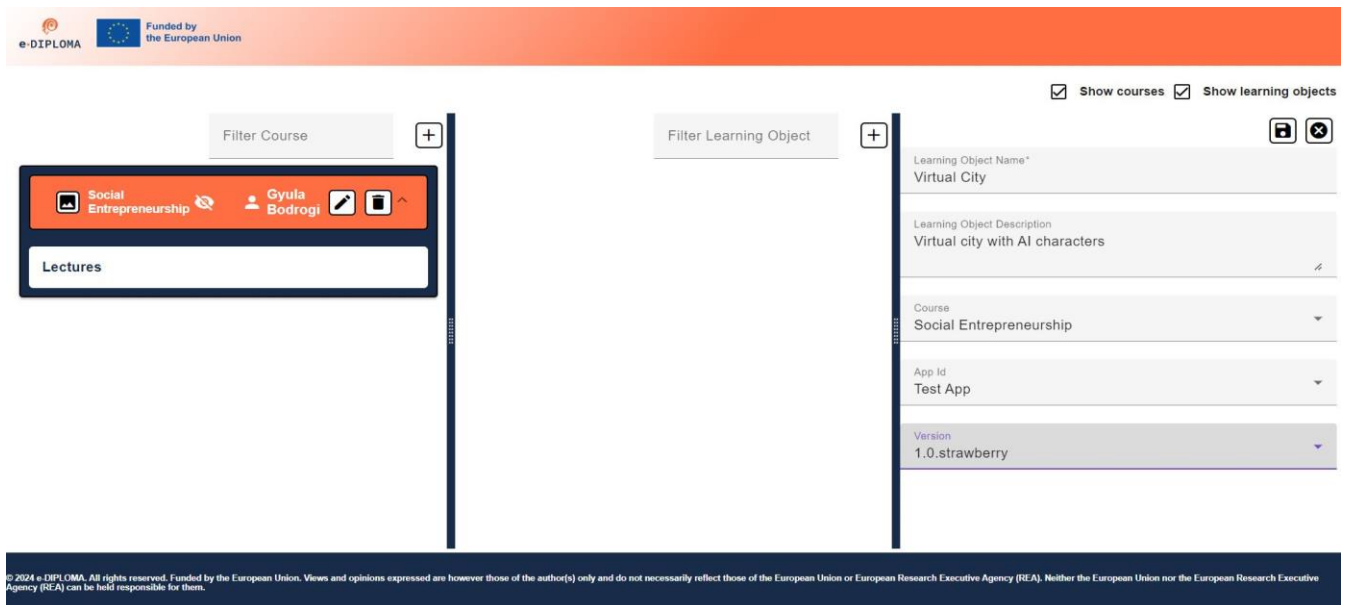 e-DIPLOMA
Funded by
the European Union
Show courses
Show learning objects
Filter Course
Social
Entrepreneurship
Gyula
Bodrogi
Lectures
Filter Learning Object
Learning Object Name*
Virtual City
Learning Object Description
Virtual city with AI characters
Course
Social Entrepreneurship
App Id
Test App
Version
1.0.strawberry
© 2024 e-DIPLOMA. All rights reserved. Funded by the European Union. Views and opinions expressed are however those of the author(s) only and do not necessarily reflect those of the European Union or European Research Executive Agency (REA). Neither the European Union nor the European Research Executive
Agency (REA) can be held responsible for them.